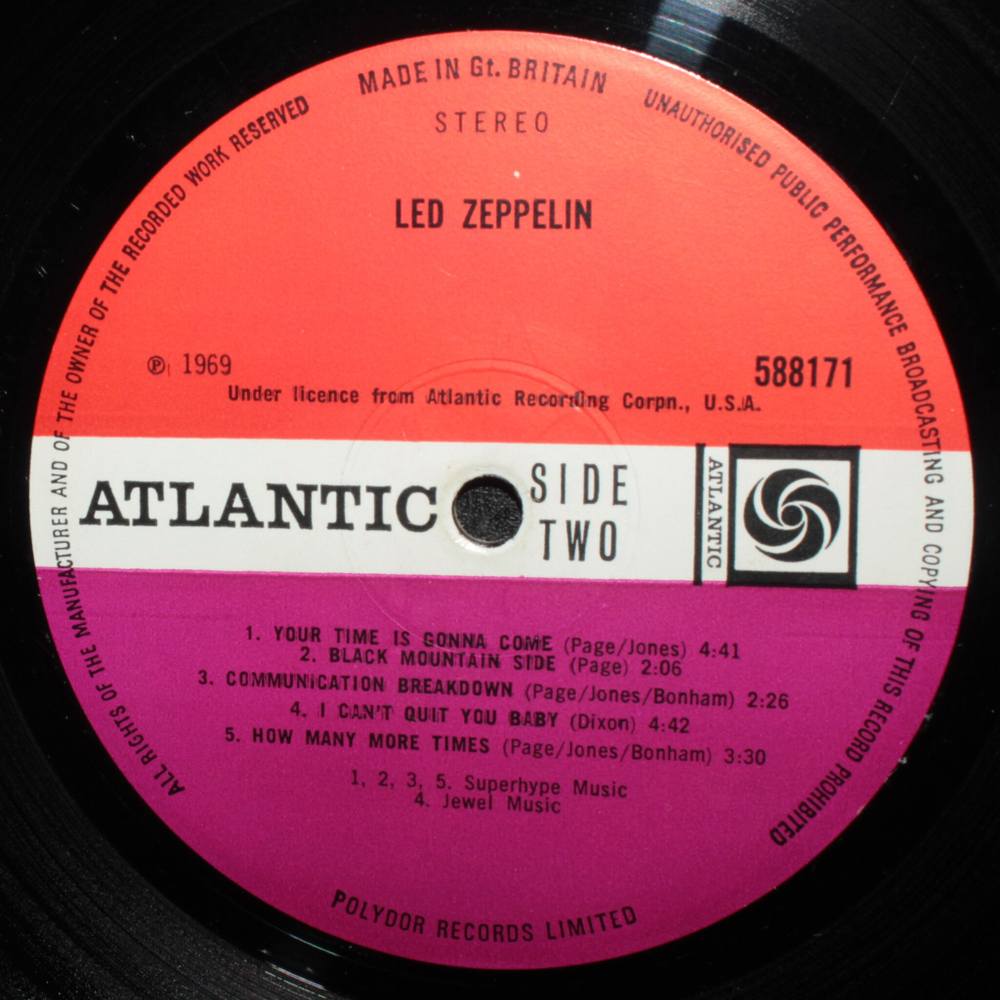 MADE IN Gt. BRITAIN
UNAUTHORISED PUBLIC PERFORMANCE BROADCASTING AND COPYING OF THIS RECORD PROHIBITED
ALL RIGHTS OF THE MANUFACTURER AND OF THE OWNER OF THE RECORDED WORK RESERVED
STEREO
LED ZEPPELIN
℗ 1969
588171
Under licence from Atlantic Recording Corpn., U.S.A.
ATLANTIC
SIDE
TWO
ATLANTIC
1. YOUR TIME IS GONNA COME (Page/Jones) 4:41
2. BLACK MOUNTAIN SIDE (Page) 2:06
3. COMMUNICATION BREAKDOWN (Page/Jones/Bonham) 2:26
4. I CAN'T QUIT YOU BABY (Dixon) 4:42
5. HOW MANY MORE TIMES (Page/Jones/Bonham) 3:30
1, 2, 3, 5. Superhype Music
4. Jewel Music
POLYDOR RECORDS LIMITED